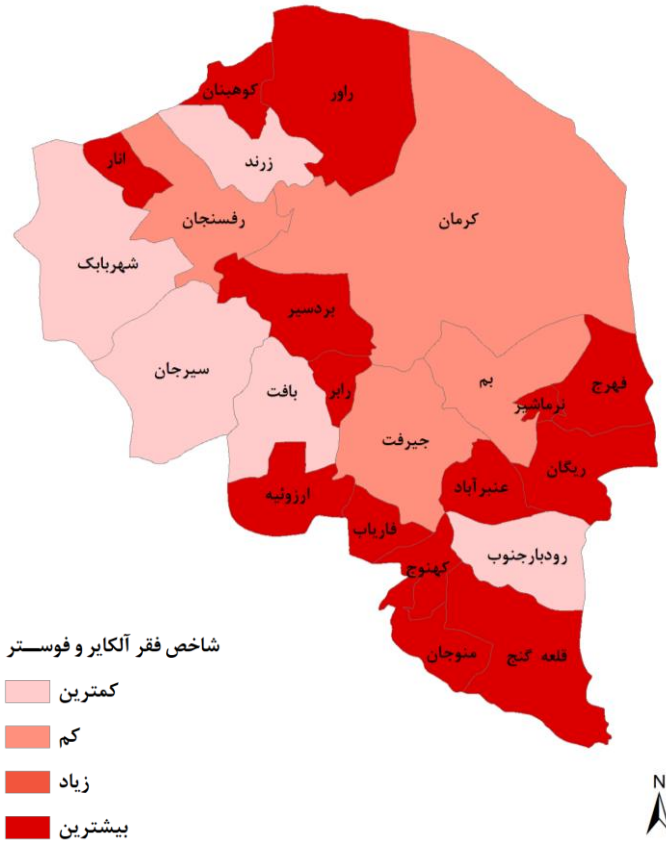 کوهبنان
راور
انار
زرند
رفسنجان
کرمان
شهربابک
بردسیر
سیرجان
بافت
رابر
بم
فهرج
نرماشیر
جیرفت
ریگان
عنبرآباد
ارزوئیه
فاریاب
رودبارجنوب
کهنوج
منوجان
قلعه گنج
شاخص فقر آلکایر و فوستر
کمترین
کم
زیاد
بیشترین
N